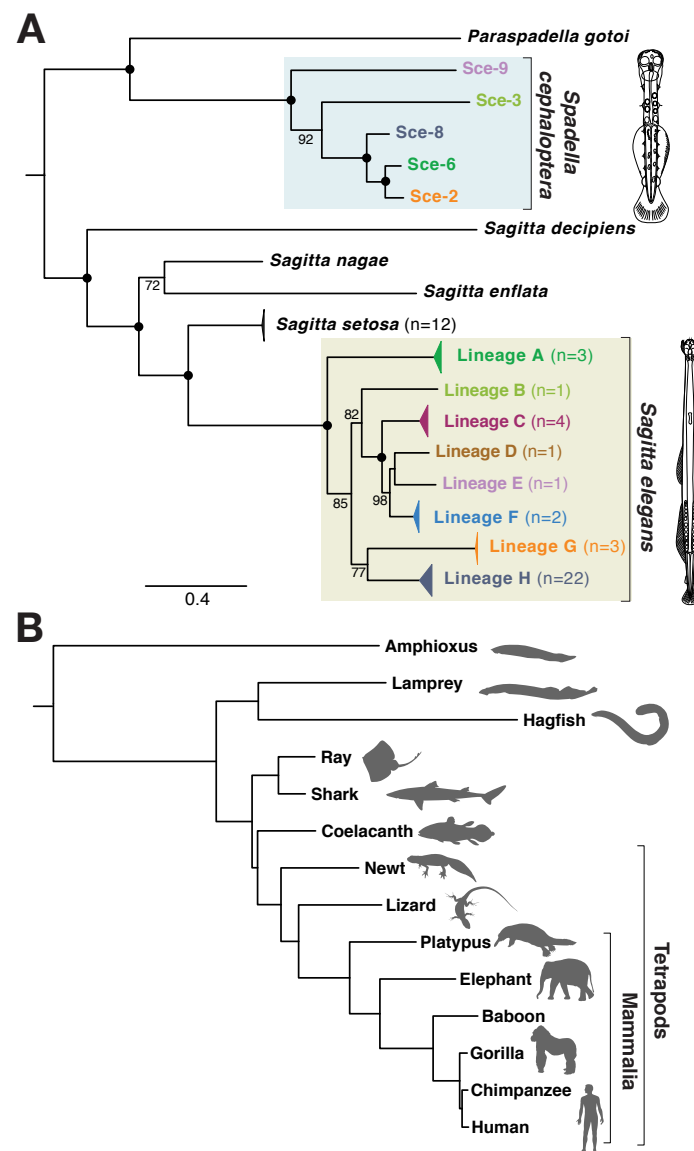 A
Paraspadella gotoi
Sce-9
Sce-3
92
Sce-8
Sce-6
Sce-2
Spadella
cephaloptera
Sagitta decipiens
Sagitta nagae
72
Sagitta enflata
Sagitta setosa (n=12)
Lineage A (n=3)
Lineage B (n=1)
82
Lineage C (n=4)
Lineage D (n=1)
Lineage E (n=1)
98
85
Lineage F (n=2)
Lineage G (n=3)
77
Lineage H (n=22)
Sagitta elegans
0.4
B
Amphioxus
Lamprey
Hagfish
Ray
Shark
Coelacanth
Newt
Lizard
Platypus
Elephant
Baboon
Gorilla
Chimpanzee
Human
Mammalia
Tetrapods